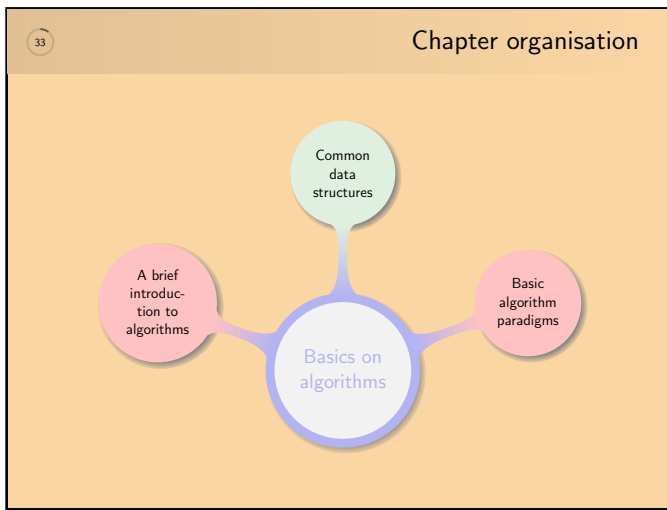 33
Chapter organisation
Common
data
structures
A brief
introduc-
tion to
algorithms
Basic
algorithm
paradigms
Basics on
algorithms